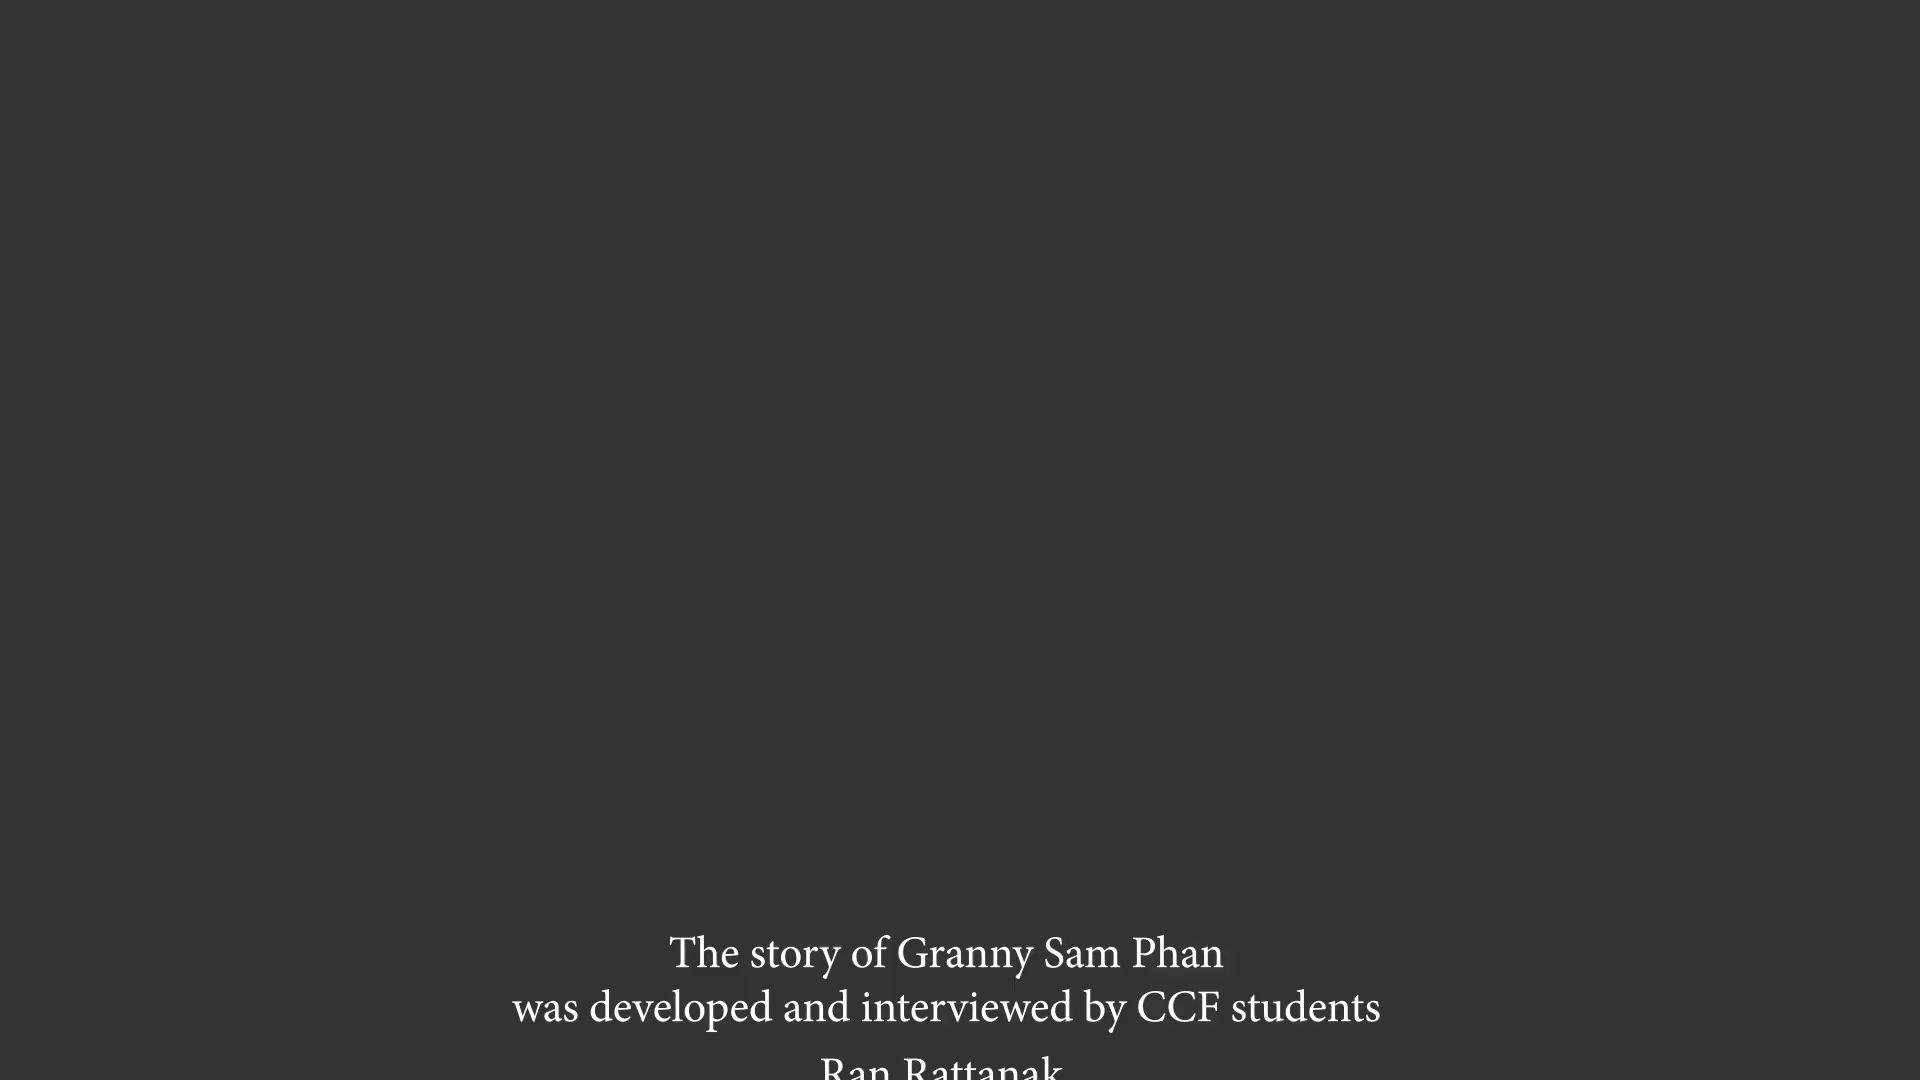 The story of Granny Sam Phan
was developed and interviewed by CCF students
Ran Rattanak